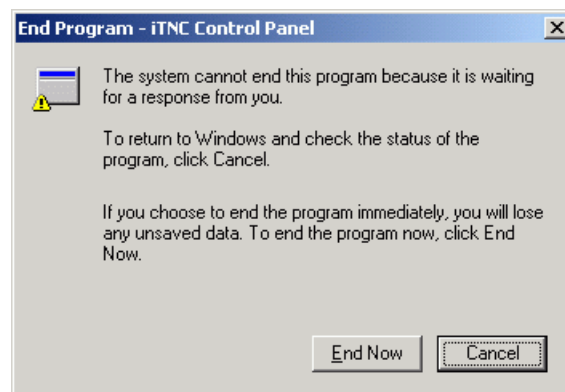 End Program - iTNC Control Panel
The system cannot end this program because it is waiting
for a response from you.
To return to Windows and check the status of the
program, click Cancel.
If you choose to end the program immediately, you will lose
any unsaved data. To end the program now, click End
Now.
End Now
Cancel